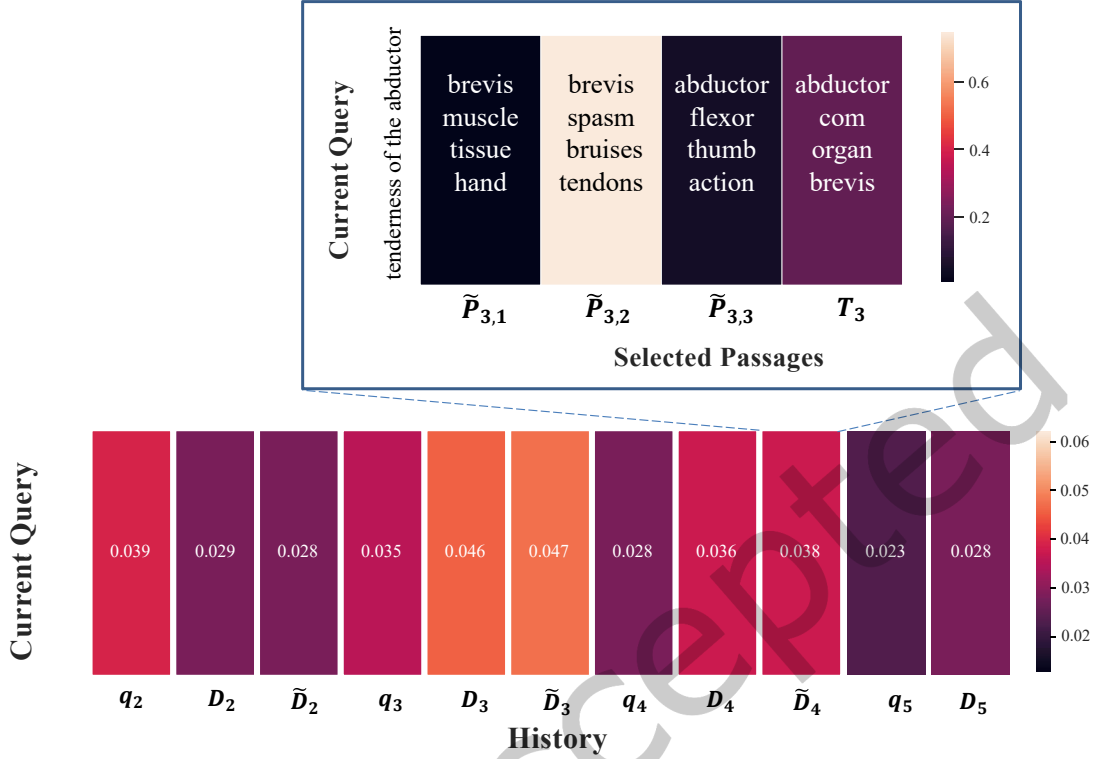 Current Query
tenderness of the abductor
brevis
muscle
tissue
hand
brevis
spasm
bruises
tendons
abductor
flexor
thumb
action
abductor
com
organ
brevis
0.6
0.4
0.2
P̃3,1 P̃3,2 P̃3,3 T3
Selected Passages
Current Query
0.039 0.029 0.028 0.035 0.046 0.047 0.028 0.036 0.038 0.023 0.028
0.06
0.05
0.04
0.03
0.02
q2 D2 D̃2 q3 D3 D̃3 q4 D4 D̃4 q5 D5
History
ccepted